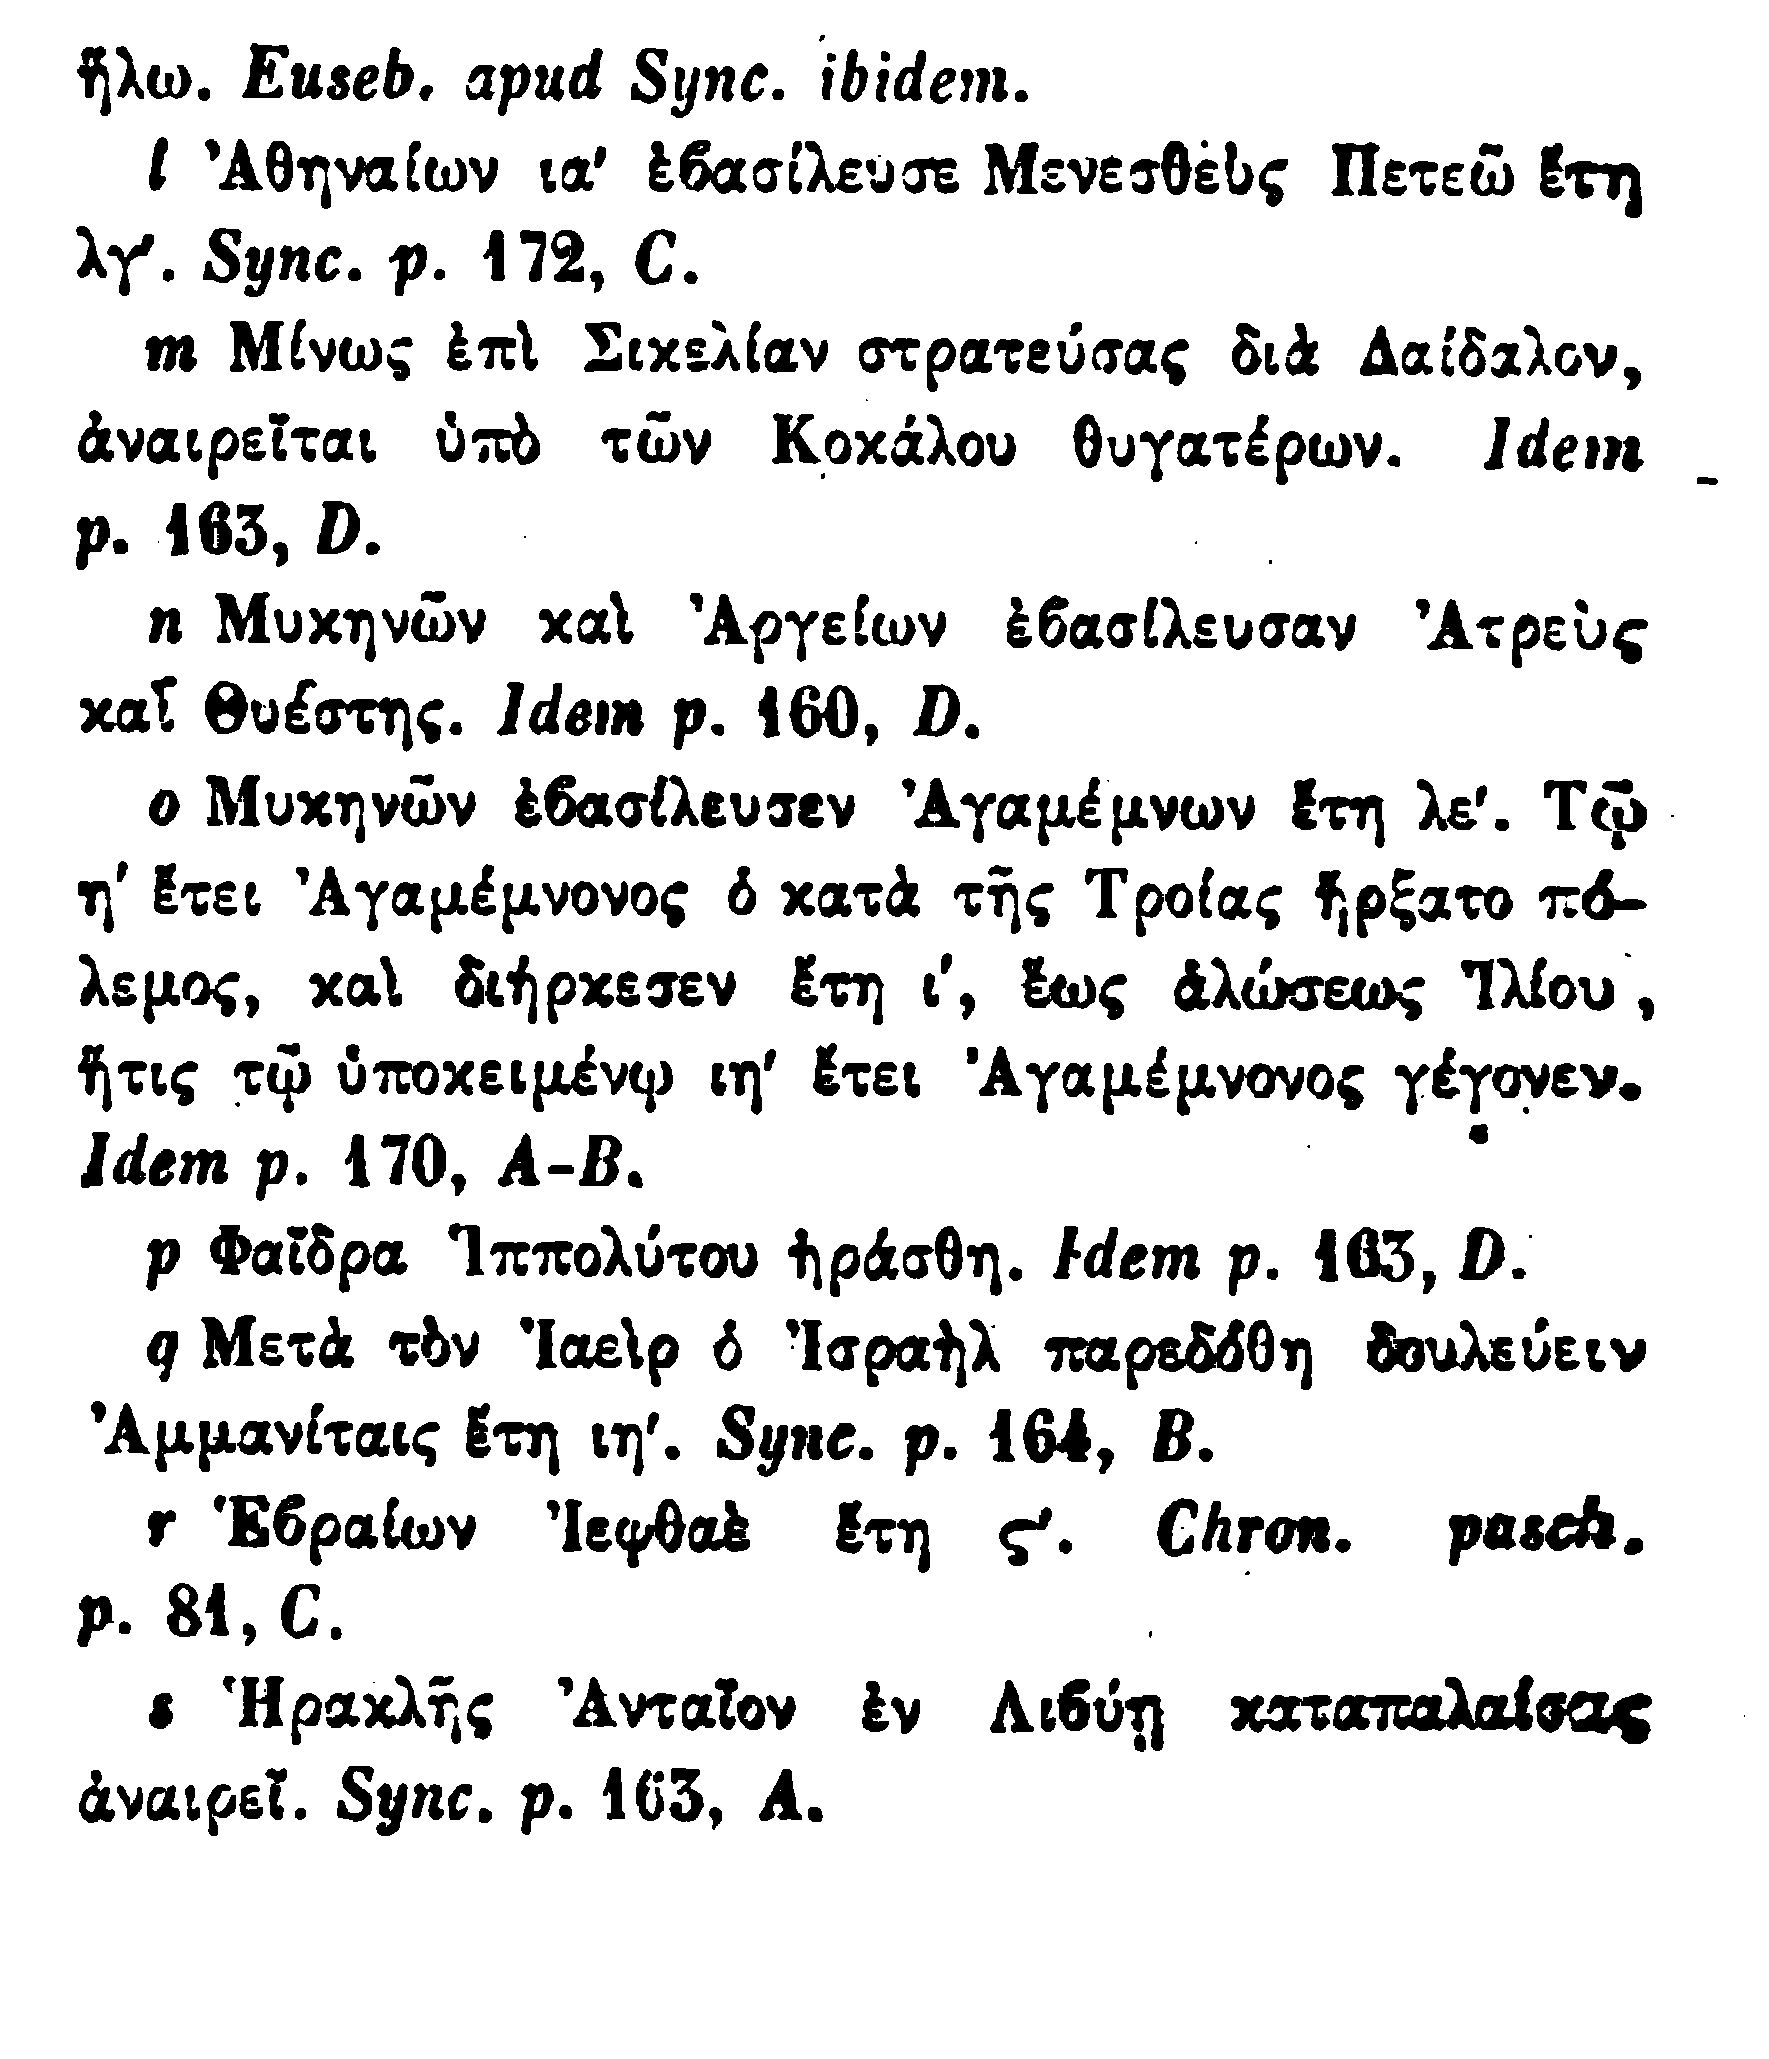 ἥλω. Euseb. apud Sync. ibidem.
l Ἀθηναίων ια' ἐϐασίλευσε Μενεσθεὺς Πετεῶ ἔτη
λγ'. Sync. p. 172, C.
m Μίνως ἐπὶ Σικελίαν στρατεύσας διὰ Δαίδαλον,
ἀναιρεῖται ὑπὸ τῶν Κοκάλου θυγατέρων. Idem
p. 163, D.
n Μυκηνῶν καὶ Ἀργείων ἐϐασίλευσαν Ἀτρεὺς
καὶ Θυέστης. Idem p. 160, D.
o Μυκηνῶν ἐϐασίλευσεν Ἀγαμέμνων ἔτη λε'. Τῷ
η' ἔτει Ἀγαμέμνονος ὁ κατὰ τῆς Τροίας ἤρξατο πό-
λεμος, καὶ διήρκεσεν ἔτη ι', ἕως ἁλώσεως Ἰλίου,
ἥτις τῷ ὑποκειμένῳ ιη' ἔτει Ἀγαμέμνονος γέγονεν.
Idem p. 170, A-B.
p Φαῖδρα Ἱππολύτου ἠράσθη. Idem p. 163, D.
q Μετὰ τὸν Ἰαεὶρ ὁ Ἰσραὴλ παρεδόθη δουλεύειν
Ἀμμανίταις ἔτη ιη'. Sync. p. 164, B.
r Ἑϐραίων Ἰεφθαὲ ἔτη ς'. Chron. pasch.
p. 81, C.
s Ἡρακλῆς Ἀνταῖον ἐν Λιϐύῃ καταπαλαίσας
ἀναιρεῖ. Sync. p. 163, A.